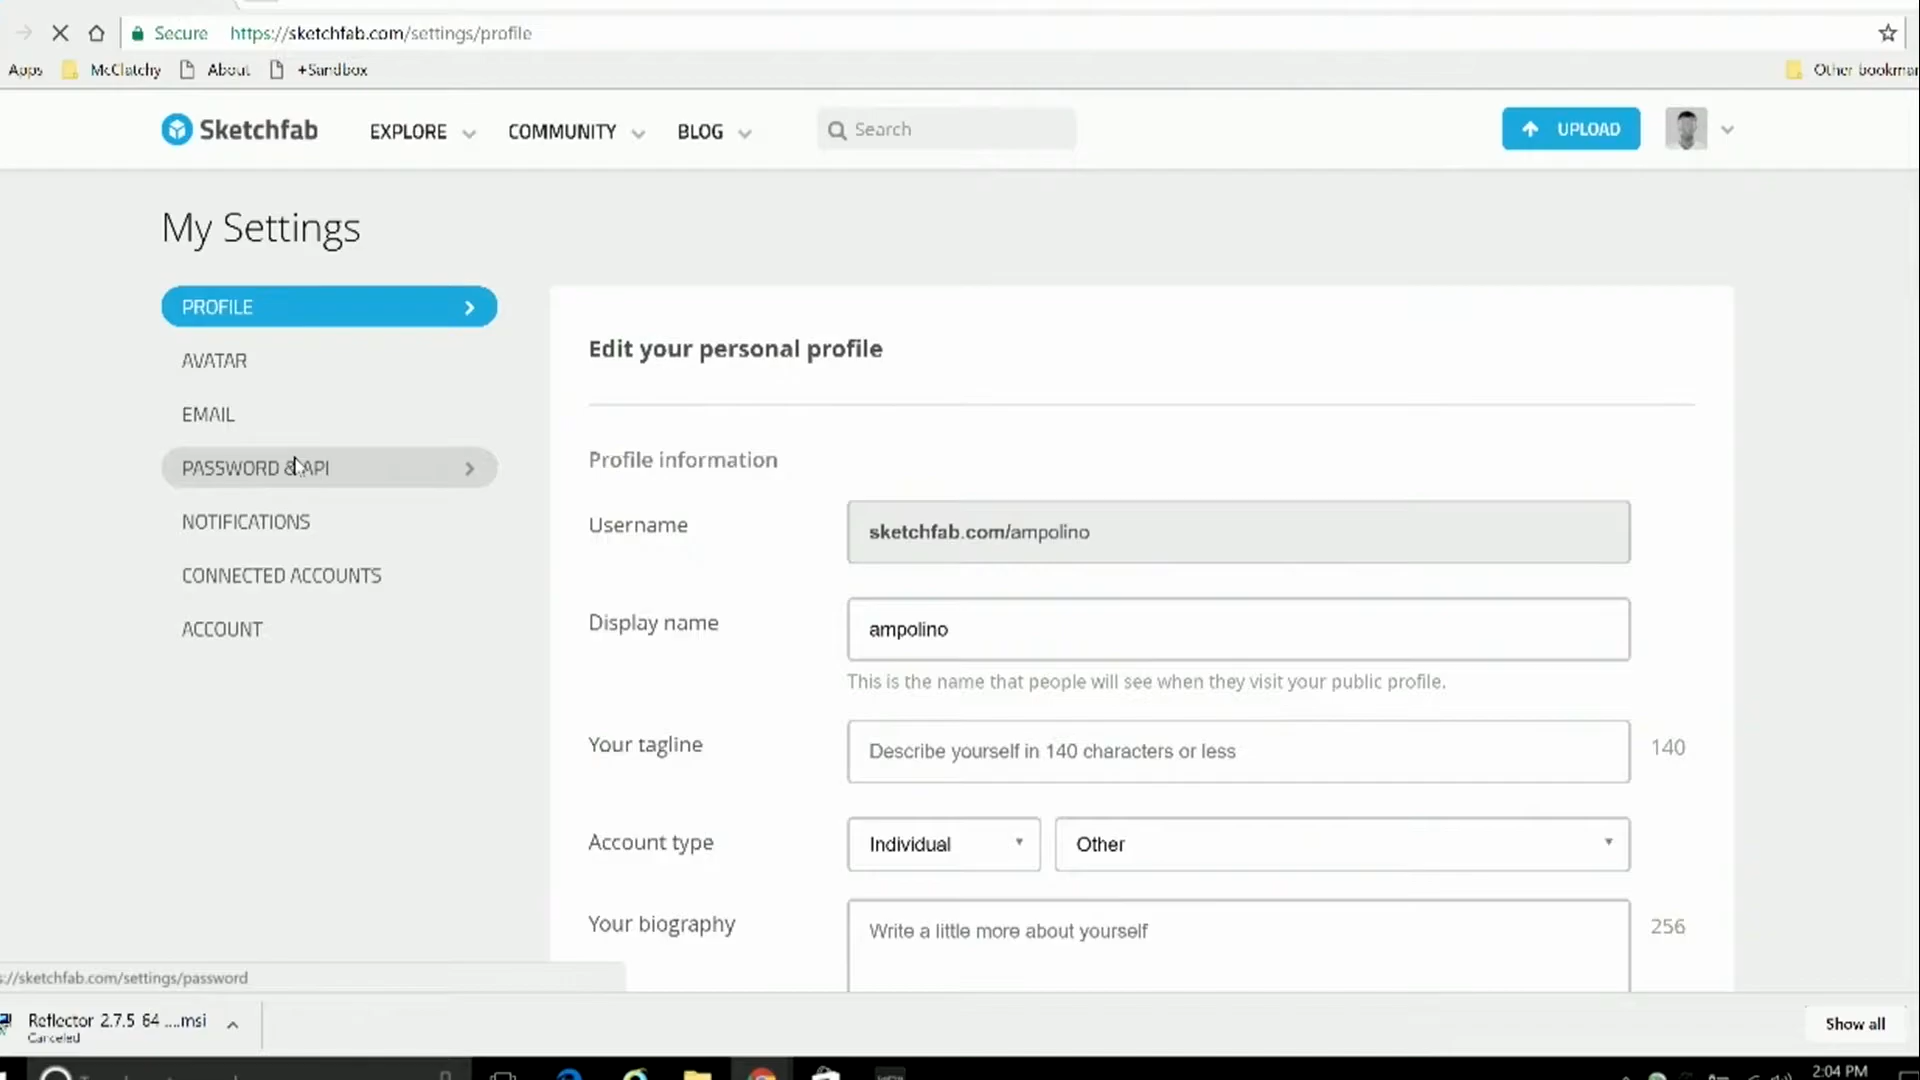 Secure https://sketchfab.com/settings/profile
Apps McClatchy About +Sandbox Other bookmar
Sketchfab EXPLORE COMMUNITY BLOG Search UPLOAD
My Settings
PROFILE
AVATAR
EMAIL
PASSWORD & API
NOTIFICATIONS
CONNECTED ACCOUNTS
ACCOUNT
Edit your personal profile
Profile information
Username sketchfab.com/ampolino
Display name ampolino
This is the name that people will see when they visit your public profile.
Your tagline Describe yourself in 140 characters or less 140
Account type Individual Other
Your biography Write a little more about yourself 256
s://sketchfab.com/settings/password
Reflector 2.7.5 64 ....msi
Canceled
Show all
2:04 PM